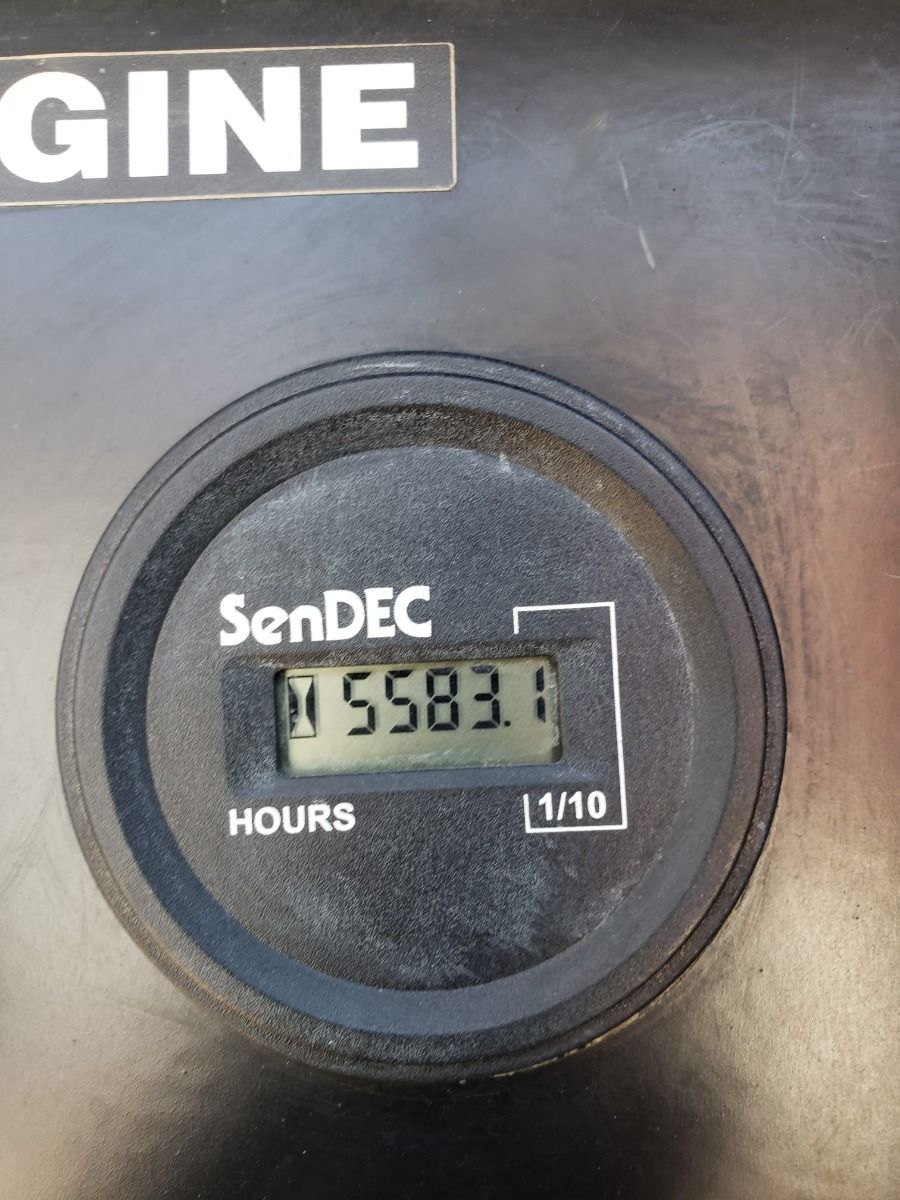 GINE
SenDEC
5583.1
HOURS
1/10